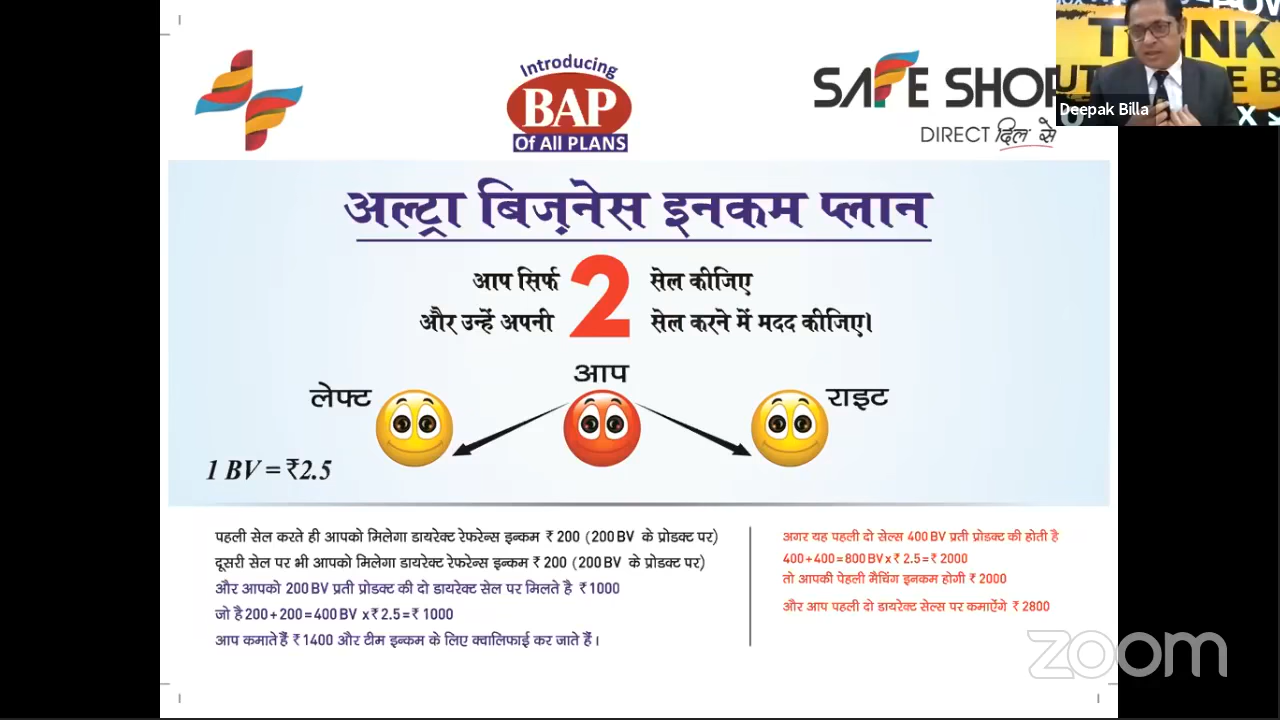 Introducing
BAP
Of All PLANS
SAFE SHOP
DIRECT दिल से
THINK
Deepak Billa
अल्ट्रा बिज़नेस इनकम प्लान
आप सिर्फ 2 सेल कीजिए
और उन्हें अपनी 2 सेल करने में मदद कीजिए।
आप
लेफ्ट
राइट
1 BV = ₹2.5
पहली सेल करते ही आपको मिलेगा डायरेक्ट रेफरेन्स इन्कम ₹ 200 (200 BV के प्रोडक्ट पर)
दूसरी सेल पर भी आपको मिलेगा डायरेक्ट रेफरेन्स इन्कम ₹ 200 (200 BV के प्रोडक्ट पर)
और आपको 200 BV प्रती प्रोडक्ट की दो डायरेक्ट सेल पर मिलते है ₹1000
जो है 200 + 200 = 400 BV x ₹ 2.5 = ₹ 1000
आप कमाते हैं ₹ 1400 और टीम इन्कम के लिए क्वालिफाई कर जाते हैं।
अगर यह पहली दो सेल्स 400 BV प्रती प्रोडक्ट की होती है
400 + 400 = 800 BV x ₹ 2.5 = ₹ 2000
तो आपकी पेहली मैचिंग इनकम होगी ₹ 2000
और आप पहली दो डायरेक्ट सेल्स पर कमाऐंगे ₹ 2800
zoom